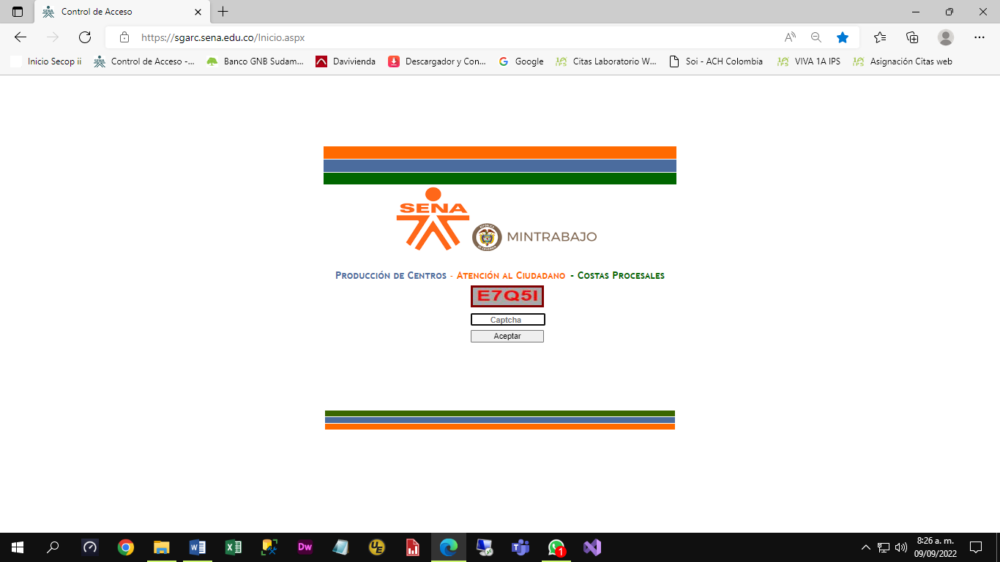 Control de Acceso
https://sgarc.sena.edu.co/Inicio.aspx
Inicio Secop ii
Control de Acceso -...
Banco GNB Sudam...
Davivienda
Descargador y Con...
Google
Citas Laboratorio W...
Soi - ACH Colombia
VIVA 1A IPS
Asignación Citas web
SENA
MINTRABAJO
Producción de Centros - Atención al Ciudadano - Costas Procesales
E7Q5I
Captcha
Aceptar
Dw
UE
1
8:26 a. m.
09/09/2022